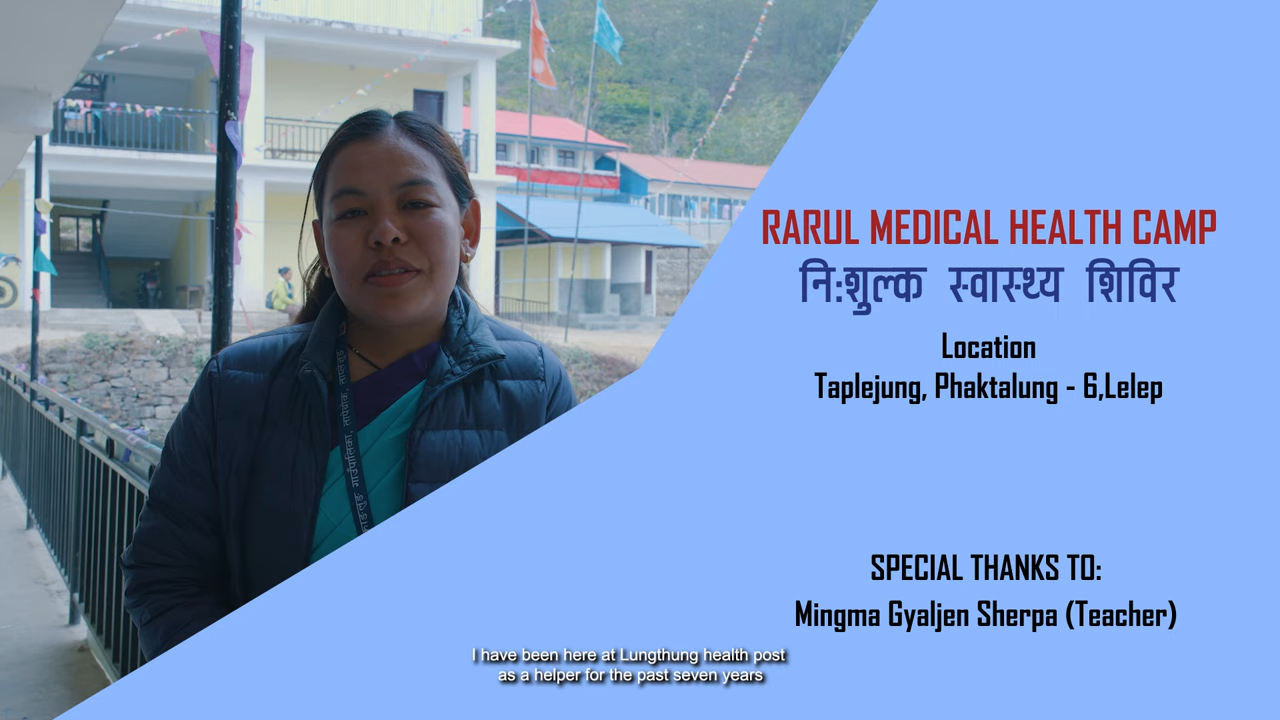 RARUL MEDICAL HEALTH CAMP
नि:शुल्क स्वास्थ्य शिविर
Location
Taplejung, Phaktalung - 6,Lelep
SPECIAL THANKS TO:
Mingma Gyaljen Sherpa (Teacher)
I have been here at Lungthung health post
as a helper for the past seven years
गाउँपालिका,